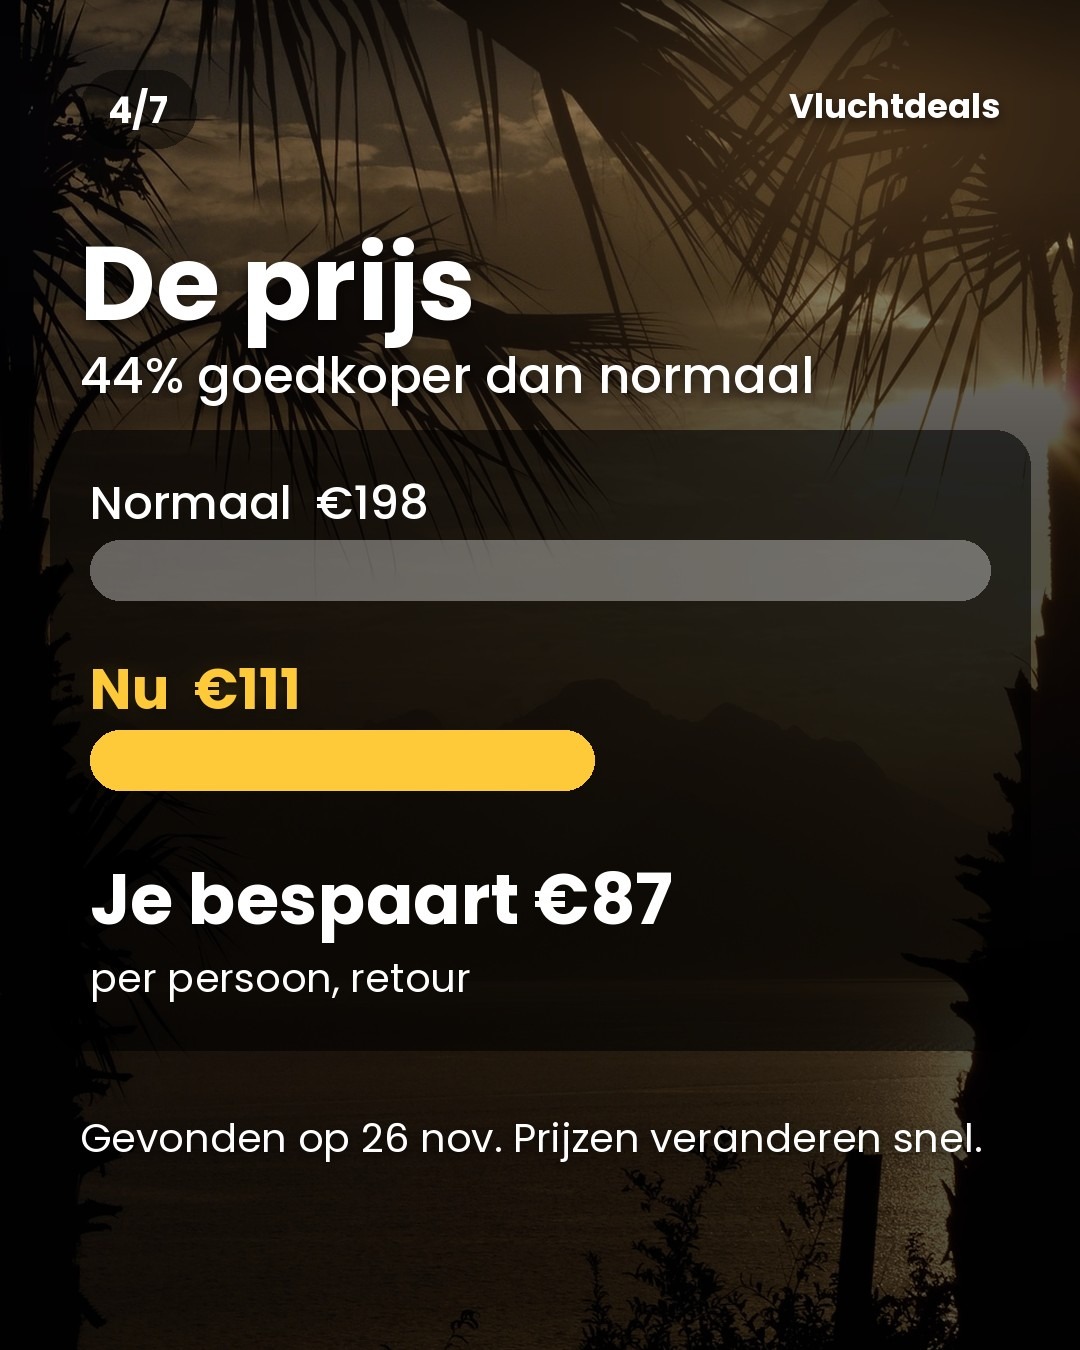 4/7
Vluchtdeals
De prijs
44% goedkoper dan normaal
Normaal €198
Nu €111
Je bespaart €87
per persoon, retour
Gevonden op 26 nov. Prijzen veranderen snel.